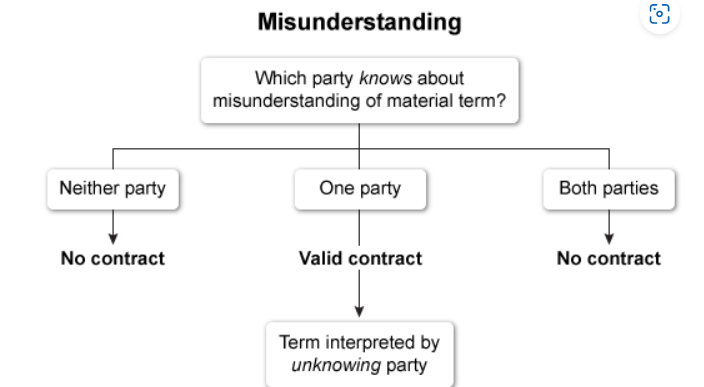 Misunderstanding
Which party knows about
misunderstanding of material term?
Neither party
One party
Both parties
No contract
Valid contract
No contract
Term interpreted by
unknowing party